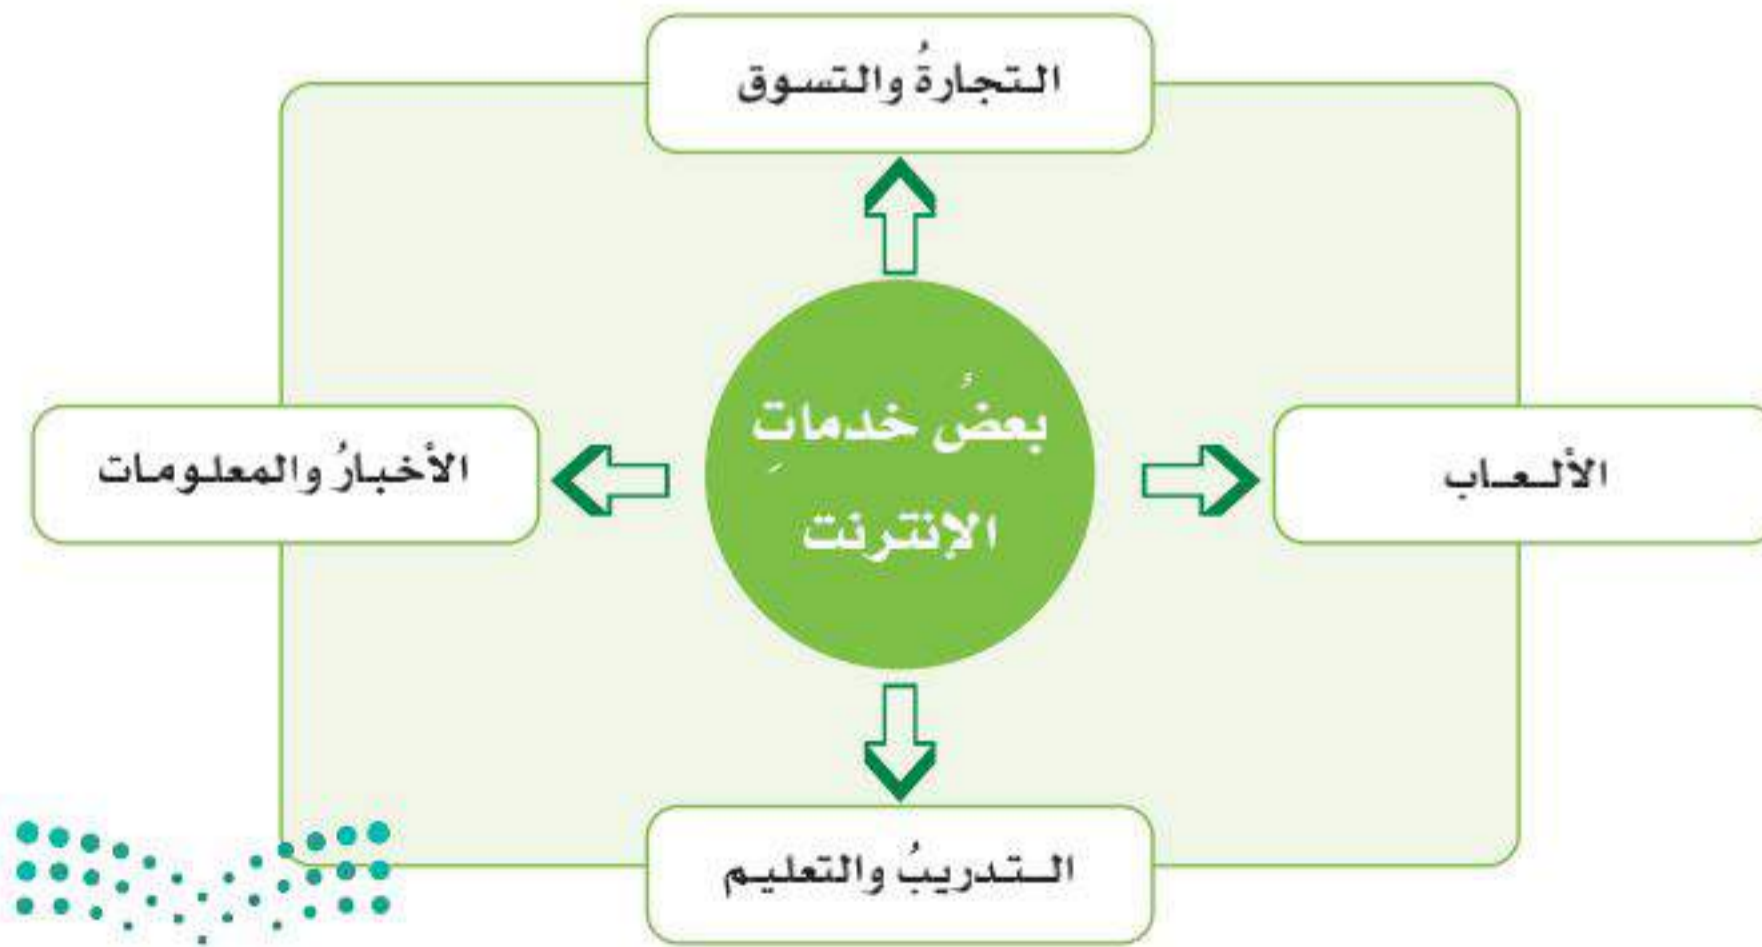 التجارةُ والتسوق
بعضُ خدماتِ
الإنترنت
الألعاب
الأخبارُ والمعلومات
التدريبُ والتعليم